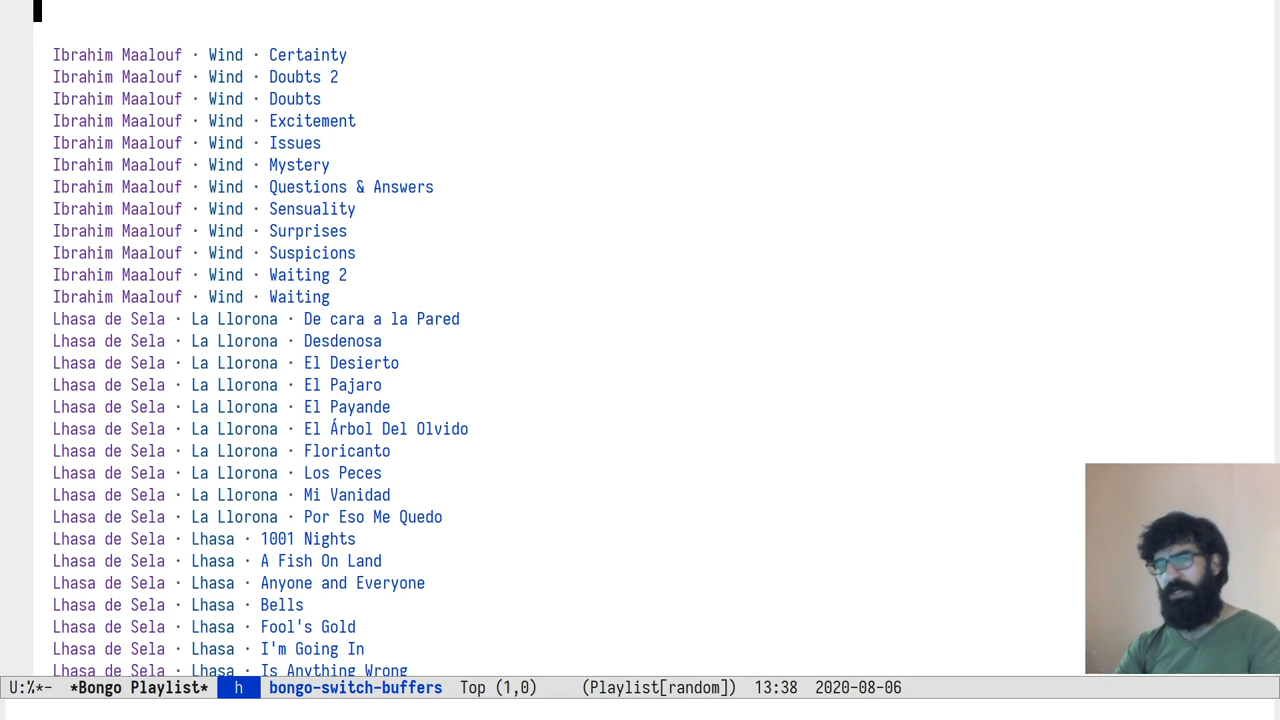 Ibrahim Maalouf · Wind · Certainty
Ibrahim Maalouf · Wind · Doubts 2
Ibrahim Maalouf · Wind · Doubts
Ibrahim Maalouf · Wind · Excitement
Ibrahim Maalouf · Wind · Issues
Ibrahim Maalouf · Wind · Mystery
Ibrahim Maalouf · Wind · Questions & Answers
Ibrahim Maalouf · Wind · Sensuality
Ibrahim Maalouf · Wind · Surprises
Ibrahim Maalouf · Wind · Suspicions
Ibrahim Maalouf · Wind · Waiting 2
Ibrahim Maalouf · Wind · Waiting
Lhasa de Sela · La Llorona · De cara a la Pared
Lhasa de Sela · La Llorona · Desdenosa
Lhasa de Sela · La Llorona · El Desierto
Lhasa de Sela · La Llorona · El Pajaro
Lhasa de Sela · La Llorona · El Payande
Lhasa de Sela · La Llorona · El Árbol Del Olvido
Lhasa de Sela · La Llorona · Floricanto
Lhasa de Sela · La Llorona · Los Peces
Lhasa de Sela · La Llorona · Mi Vanidad
Lhasa de Sela · La Llorona · Por Eso Me Quedo
Lhasa de Sela · Lhasa · 1001 Nights
Lhasa de Sela · Lhasa · A Fish On Land
Lhasa de Sela · Lhasa · Anyone and Everyone
Lhasa de Sela · Lhasa · Bells
Lhasa de Sela · Lhasa · Fool's Gold
Lhasa de Sela · Lhasa · I'm Going In
Lhasa de Sela · Lhasa · Is Anything Wrong
U:%*- *Bongo Playlist* h bongo-switch-buffers Top (1,0) (Playlist[random]) 13:38 2020-08-06